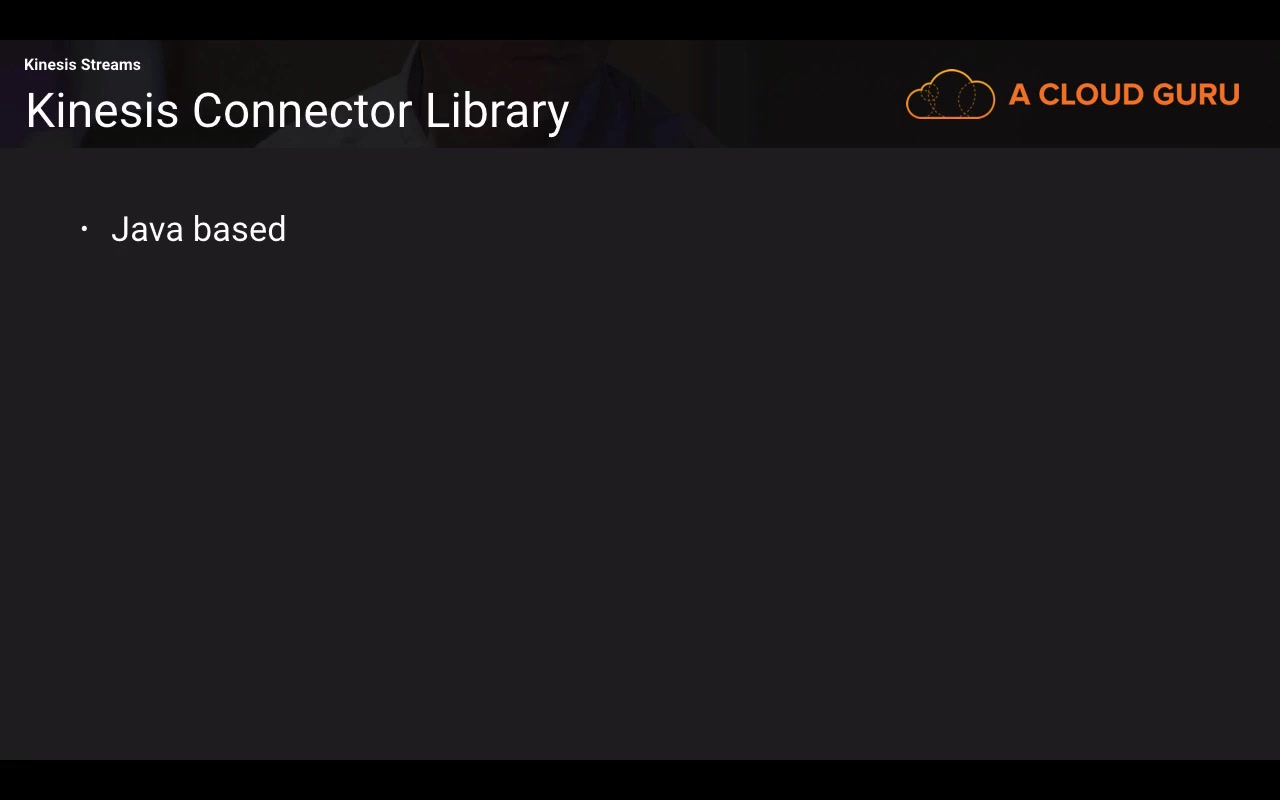 Kinesis Streams
Kinesis Connector Library
A CLOUD GURU
• Java based